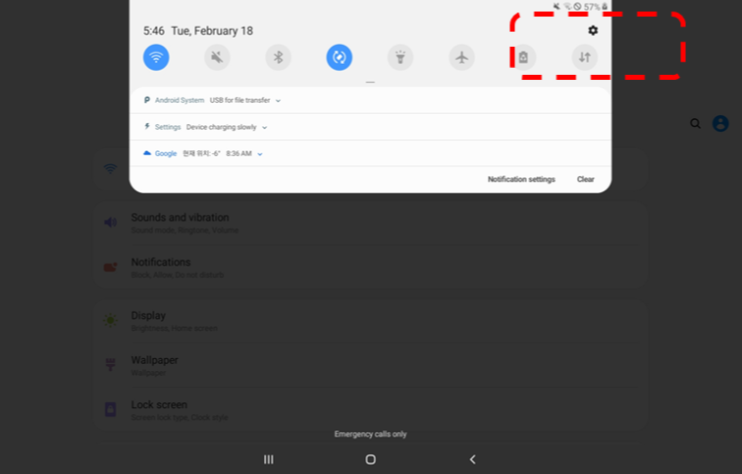 57%
5:46 Tue, February 18
Android System USB for file transfer
Settings Device charging slowly
Google 현재 위치: -6° 8:36 AM
Notification settings Clear
Sounds and vibration
Sound mode, Ringtone, Volume
Notifications
Block, Allow, Do not disturb
Display
Brightness, Home screen
Wallpaper
Wallpaper
Lock screen
Screen lock type, Clock style
Emergency calls only